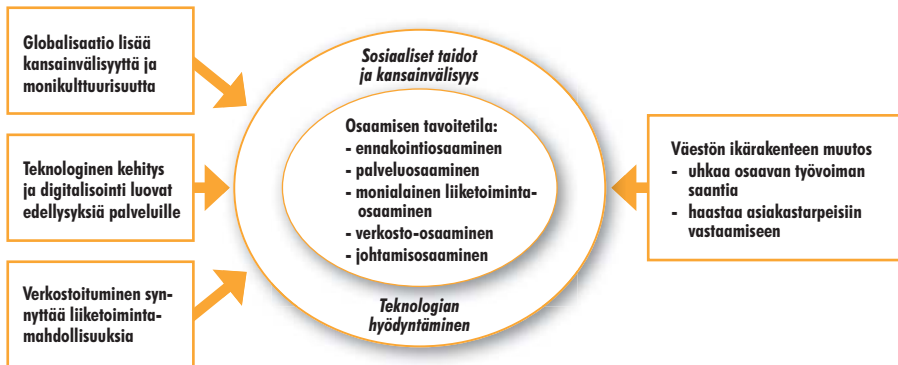 Globalisaatio lisää
kansainvälisyyttä ja
monikulttuurisuutta
Teknologinen kehitys
ja digitalisointi luovat
edellysyksiä palveluille
Verkostoituminen syn-
nyttää liiketoiminta-
mahdollisuuksia
Sosiaaliset taidot
ja kansainvälisyys
Osaamisen tavoitetila:
- ennakointiosaaminen
- palveluosaaminen
- monialainen liiketoiminta-
osaaminen
- verkosto-osaaminen
- johtamisosaaminen
Teknologian
hyödyntäminen
Väestön ikärakenteen muutos
- uhkaa osaavan työvoiman
saantia
- haastaa asiakastarpeisiin
vastaamiseen